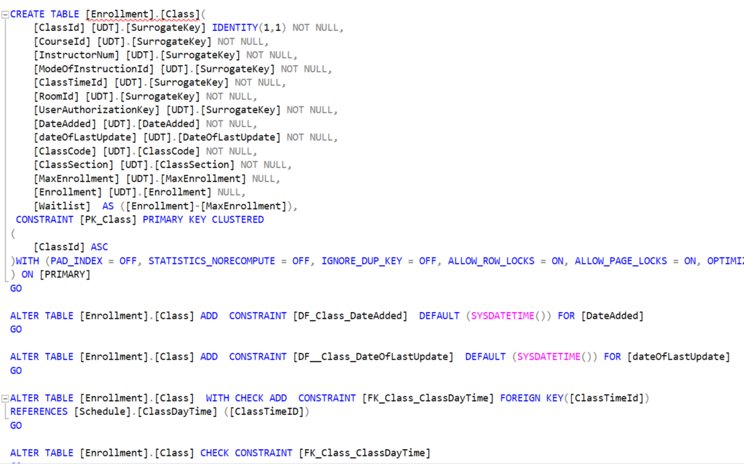 CREATE TABLE [Enrollment].[Class](
[ClassId] [UDT].[SurrogateKey] IDENTITY(1,1) NOT NULL,
[CourseId] [UDT].[SurrogateKey] NOT NULL,
[InstructorNum] [UDT].[SurrogateKey] NOT NULL,
[ModeOfInstructionId] [UDT].[SurrogateKey] NOT NULL,
[ClassTimeId] [UDT].[SurrogateKey] NOT NULL,
[RoomId] [UDT].[SurrogateKey] NOT NULL,
[UserAuthorizationKey] [UDT].[SurrogateKey] NOT NULL,
[DateAdded] [UDT].[DateAdded] NOT NULL,
[dateOfLastUpdate] [UDT].[DateOfLastUpdate] NOT NULL,
[ClassCode] [UDT].[ClassCode] NOT NULL,
[ClassSection] [UDT].[ClassSection] NOT NULL,
[MaxEnrollment] [UDT].[MaxEnrollment] NULL,
[Enrollment] [UDT].[Enrollment] NULL,
[Waitlist]  AS ([Enrollment]-[MaxEnrollment]),
CONSTRAINT [PK_Class] PRIMARY KEY CLUSTERED
(
[ClassId] ASC
)WITH (PAD_INDEX = OFF, STATISTICS_NORECOMPUTE = OFF, IGNORE_DUP_KEY = OFF, ALLOW_ROW_LOCKS = ON, ALLOW_PAGE_LOCKS = ON, OPTIMIZ
) ON [PRIMARY]
GO
ALTER TABLE [Enrollment].[Class] ADD  CONSTRAINT [DF_Class_DateAdded]  DEFAULT (SYSDATETIME()) FOR [DateAdded]
GO
ALTER TABLE [Enrollment].[Class] ADD  CONSTRAINT [DF__Class_DateOfLastUpdate]  DEFAULT (SYSDATETIME()) FOR [dateOfLastUpdate]
GO
ALTER TABLE [Enrollment].[Class]  WITH CHECK ADD  CONSTRAINT [FK_Class_ClassDayTime] FOREIGN KEY([ClassTimeId])
REFERENCES [Schedule].[ClassDayTime] ([ClassTimeID])
GO
ALTER TABLE [Enrollment].[Class] CHECK CONSTRAINT [FK_Class_ClassDayTime]